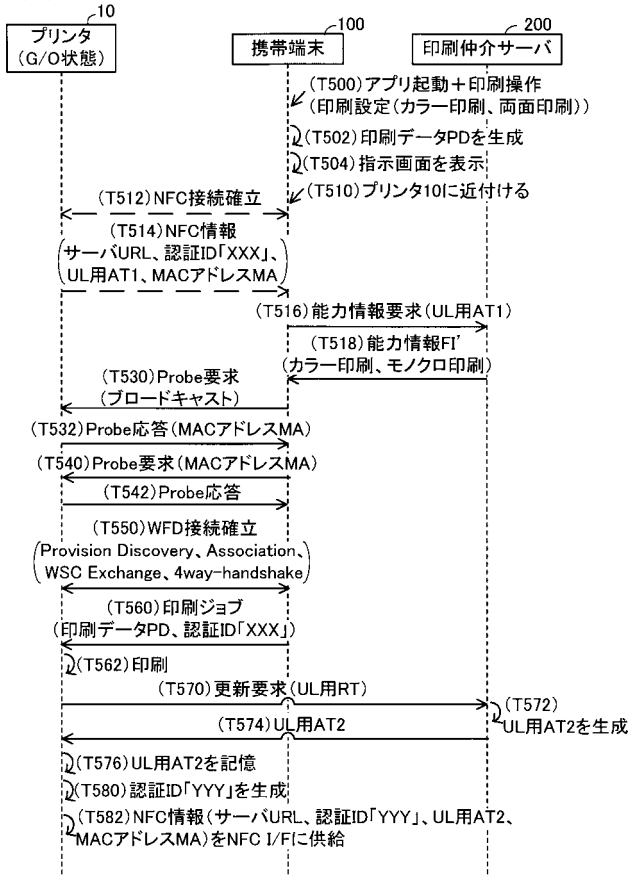 10
プリンタ
(G/O状態)
100
携帯端末
200
印刷仲介サーバ
(T500)アプリ起動+印刷操作
(印刷設定(カラー印刷、両面印刷))
(T502)印刷データPDを生成
(T504)指示画面を表示
(T510)プリンタ10に近付ける
(T512)NFC接続確立
(T514)NFC情報
サーバURL、認証ID「XXX」、
UL用AT1、MACアドレスMA
(T516)能力情報要求(UL用AT1)
(T518)能力情報FI'
(カラー印刷、モノクロ印刷)
(T530)Probe要求
(ブロードキャスト)
(T532)Probe応答(MACアドレスMA)
(T540)Probe要求(MACアドレスMA)
(T542)Probe応答
(T550)WFD接続確立
(Provision Discovery、Association、
WSC Exchange、4way-handshake)
(T560)印刷ジョブ
(印刷データPD、認証ID「XXX」)
(T562)印刷
(T570)更新要求(UL用RT)
(T572)
UL用AT2を生成
(T574)UL用AT2
(T576)UL用AT2を記憶
(T580)認証ID「YYY」を生成
(T582)NFC情報(サーバURL、認証ID「YYY」、UL用AT2、
MACアドレスMA)をNFC I/Fに供給